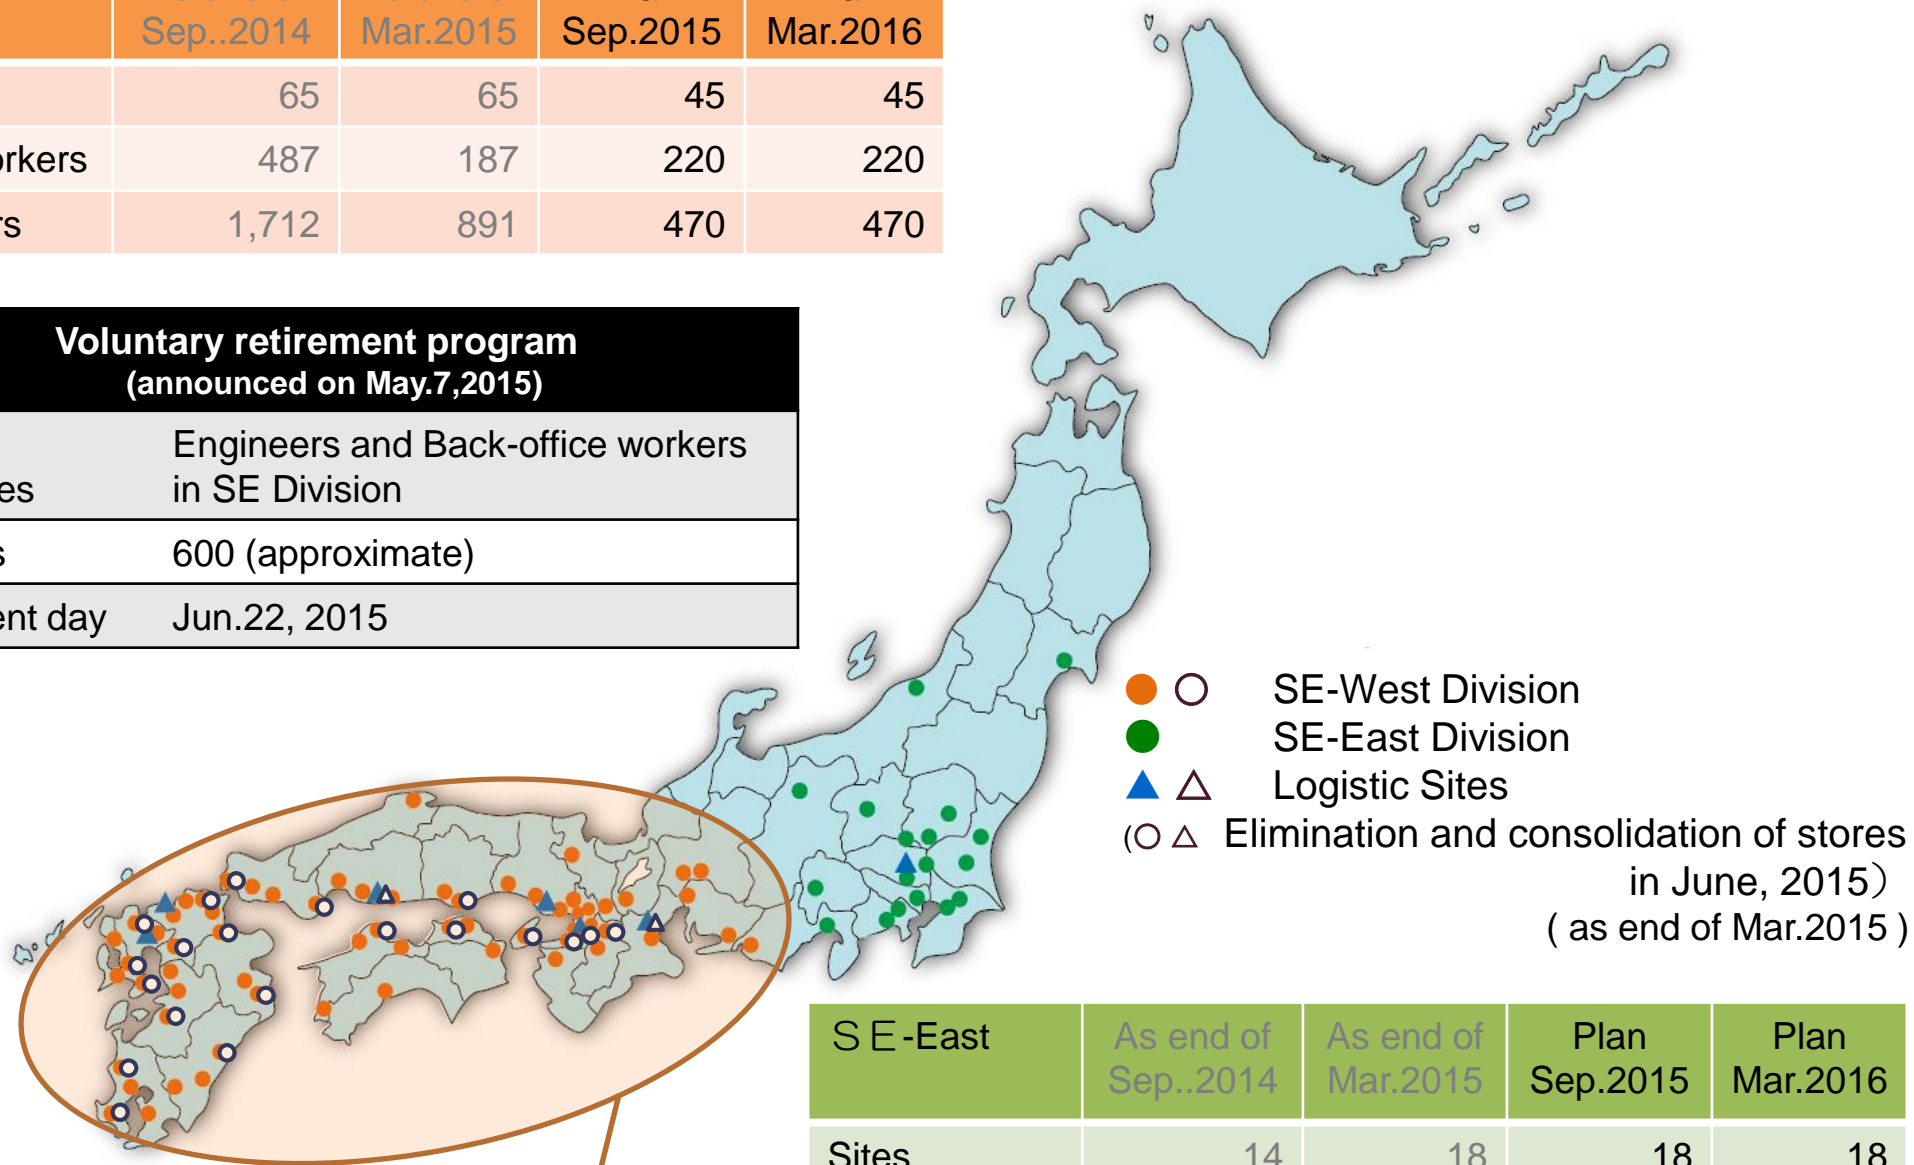 Sep..2014 Mar.2015 Sep.2015 Mar.2016
65 65 45 45
487 187 220 220
1,712 891 470 470
Voluntary retirement program
(announced on May.7,2015)
Engineers and Back-office workers
in SE Division
600 (approximate)
day Jun.22, 2015
SE-West Division
SE-East Division
Logistic Sites
(○ △ Elimination and consolidation of stores
in June, 2015）
( as end of Mar.2015 )
ＳＥ-East As end of Sep..2014 As end of Mar.2015 Plan Sep.2015 Plan Mar.2016
Sites 14 18 18 18